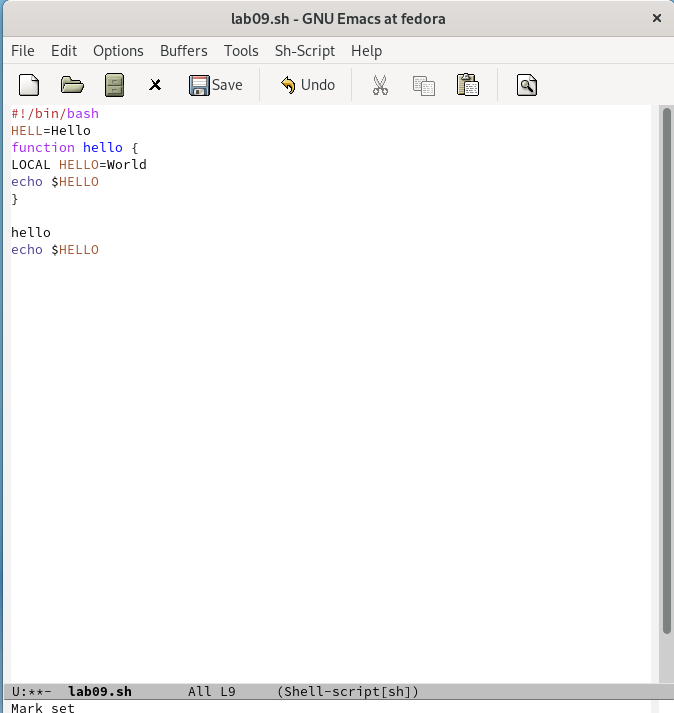 lab09.sh - GNU Emacs at fedora
File Edit Options Buffers Tools Sh-Script Help
Save Undo
#!/bin/bash
HELL=Hello
function hello {
LOCAL HELLO=World
echo $HELLO
}
hello
echo $HELLO
U:**-  lab09.sh       All L9     (Shell-script[sh])
Mark set